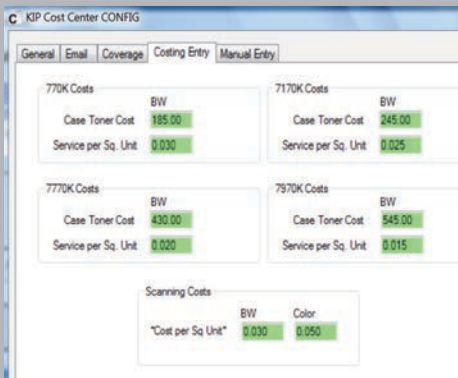 C KIP Cost Center CONFIG
General Email Coverage Costing Entry Manual Entry
770K Costs
BW
Case Toner Cost 185.00
Service per Sq. Unit 0.030
7170K Costs
BW
Case Toner Cost 245.00
Service per Sq. Unit 0.025
7770K Costs
BW
Case Toner Cost 430.00
Service per Sq. Unit 0.020
7970K Costs
BW
Case Toner Cost 545.00
Service per Sq. Unit 0.015
Scanning Costs
BW Color
"Cost per Sq Unit" 0.030 0.050